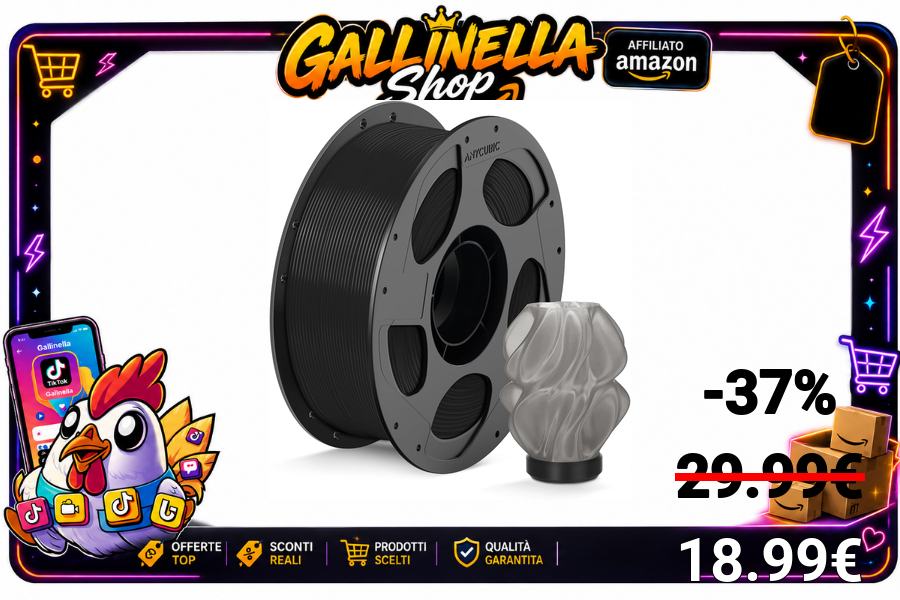 GALLINELLA
Shop
AFFILIATO
amazon
ANYCUBIC
Gallinella
TikTok
Gallinella
-37%
29.99€
18.99€
OFFERTE
TOP
SCONTI
REALI
PRODOTTI
SCELTI
QUALITÀ
GARANTITA